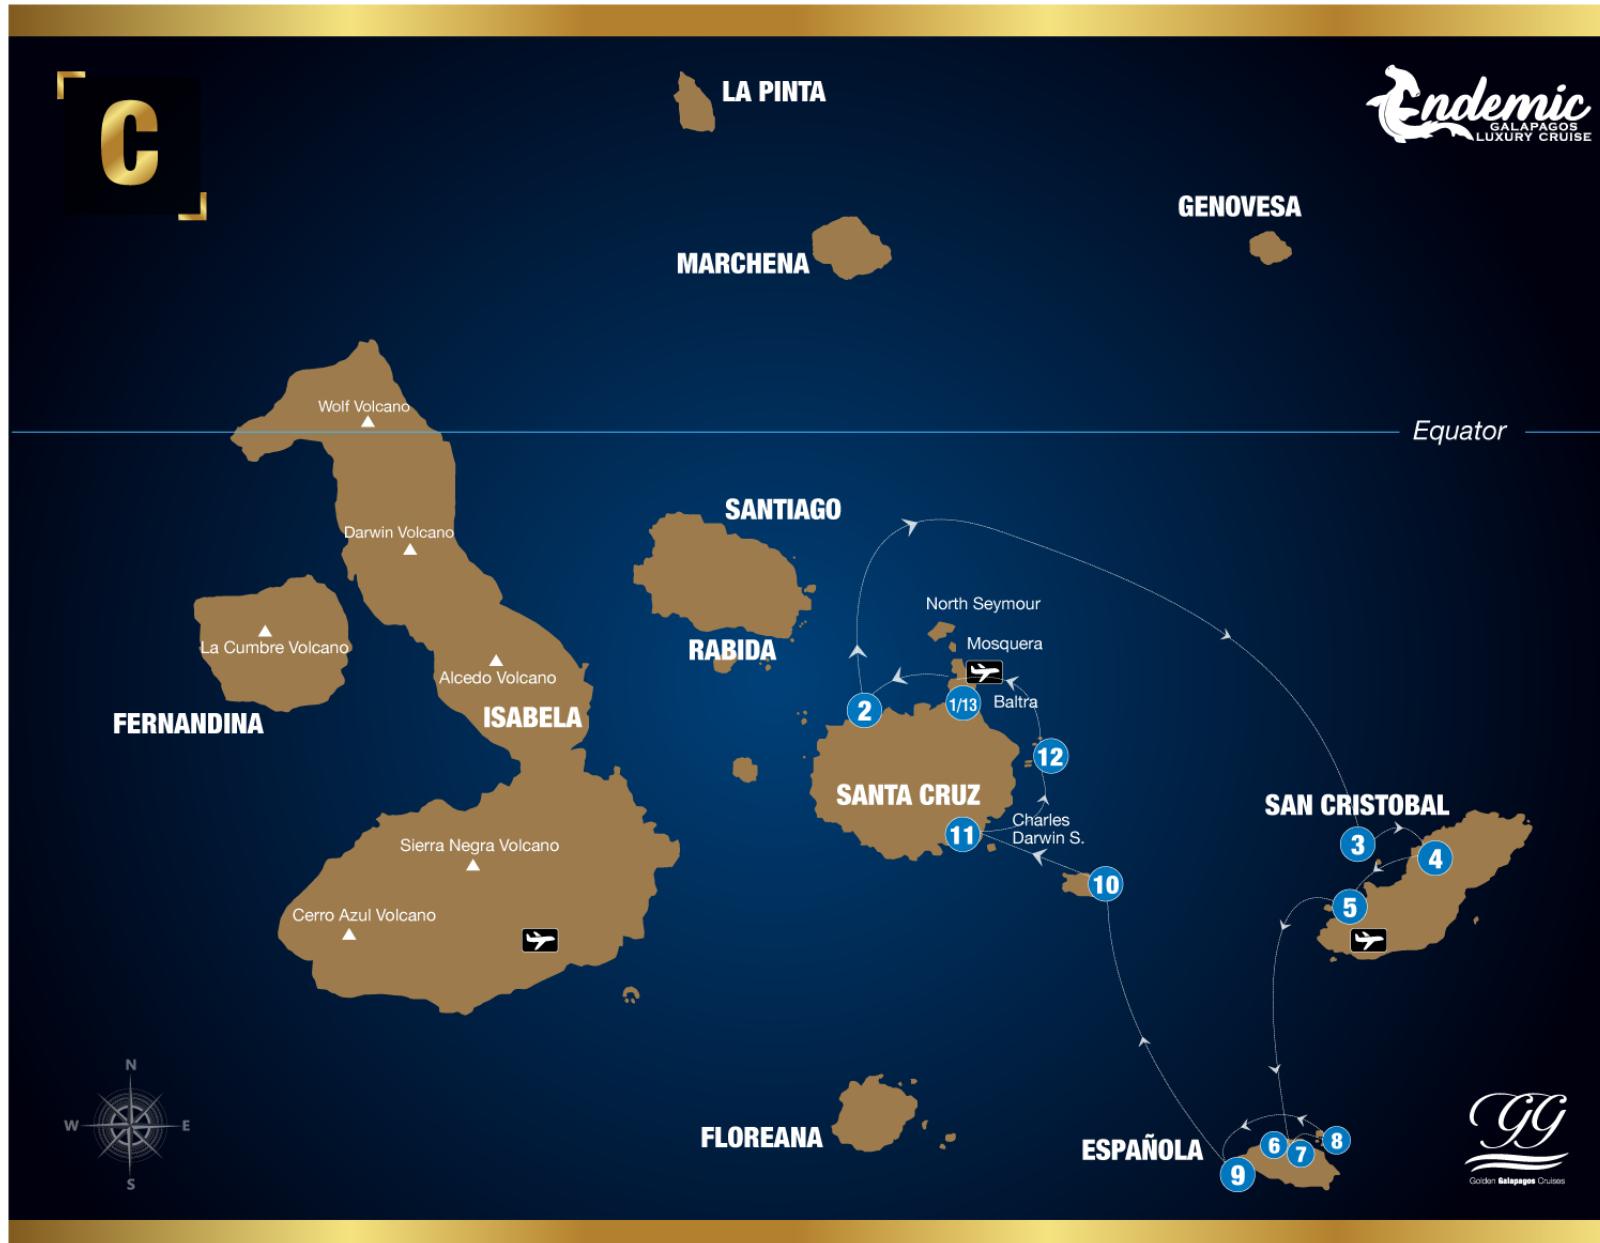 C
LA PINTA
Endemic
GALAPAGOS
LUXURY CRUISE
GENOVESA
MARCHENA
Wolf Volcano
Equator
SANTIAGO
Darwin Volcano
North Seymour
Mosquera
La Cumbre Volcano
RABIDA
Alcedo Volcano
FERNANDINA
ISABELA
2
1/13
Baltra
12
SANTA CRUZ
SAN CRISTOBAL
Charles
Darwin S.
11
3
4
Sierra Negra Volcano
10
5
Cerro Azul Volcano
N
W
E
S
FLOREANA
ESPAÑOLA
6
7
8
9
GG
Golden Galapagos Cruises